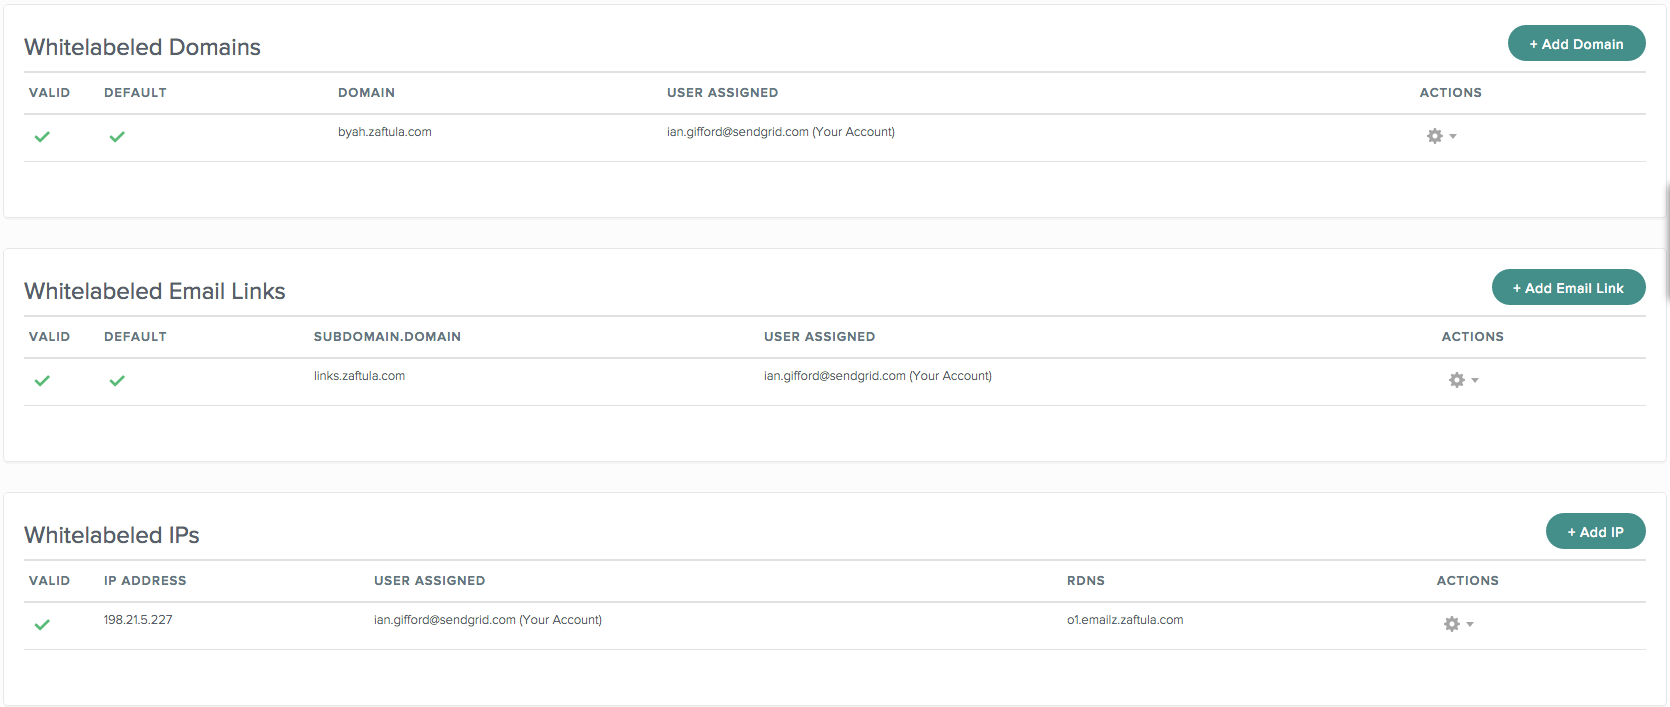 Whitelabeled Domains
+ Add Domain
VALID DEFAULT DOMAIN USER ASSIGNED ACTIONS
byah.zaftula.com ian.gifford@sendgrid.com (Your Account)
Whitelabeled Email Links
+ Add Email Link
VALID DEFAULT SUBDOMAIN.DOMAIN USER ASSIGNED ACTIONS
links.zaftula.com ian.gifford@sendgrid.com (Your Account)
Whitelabeled IPs
+ Add IP
VALID IP ADDRESS USER ASSIGNED RDNS ACTIONS
198.21.5.227 ian.gifford@sendgrid.com (Your Account) o1.emailz.zaftula.com